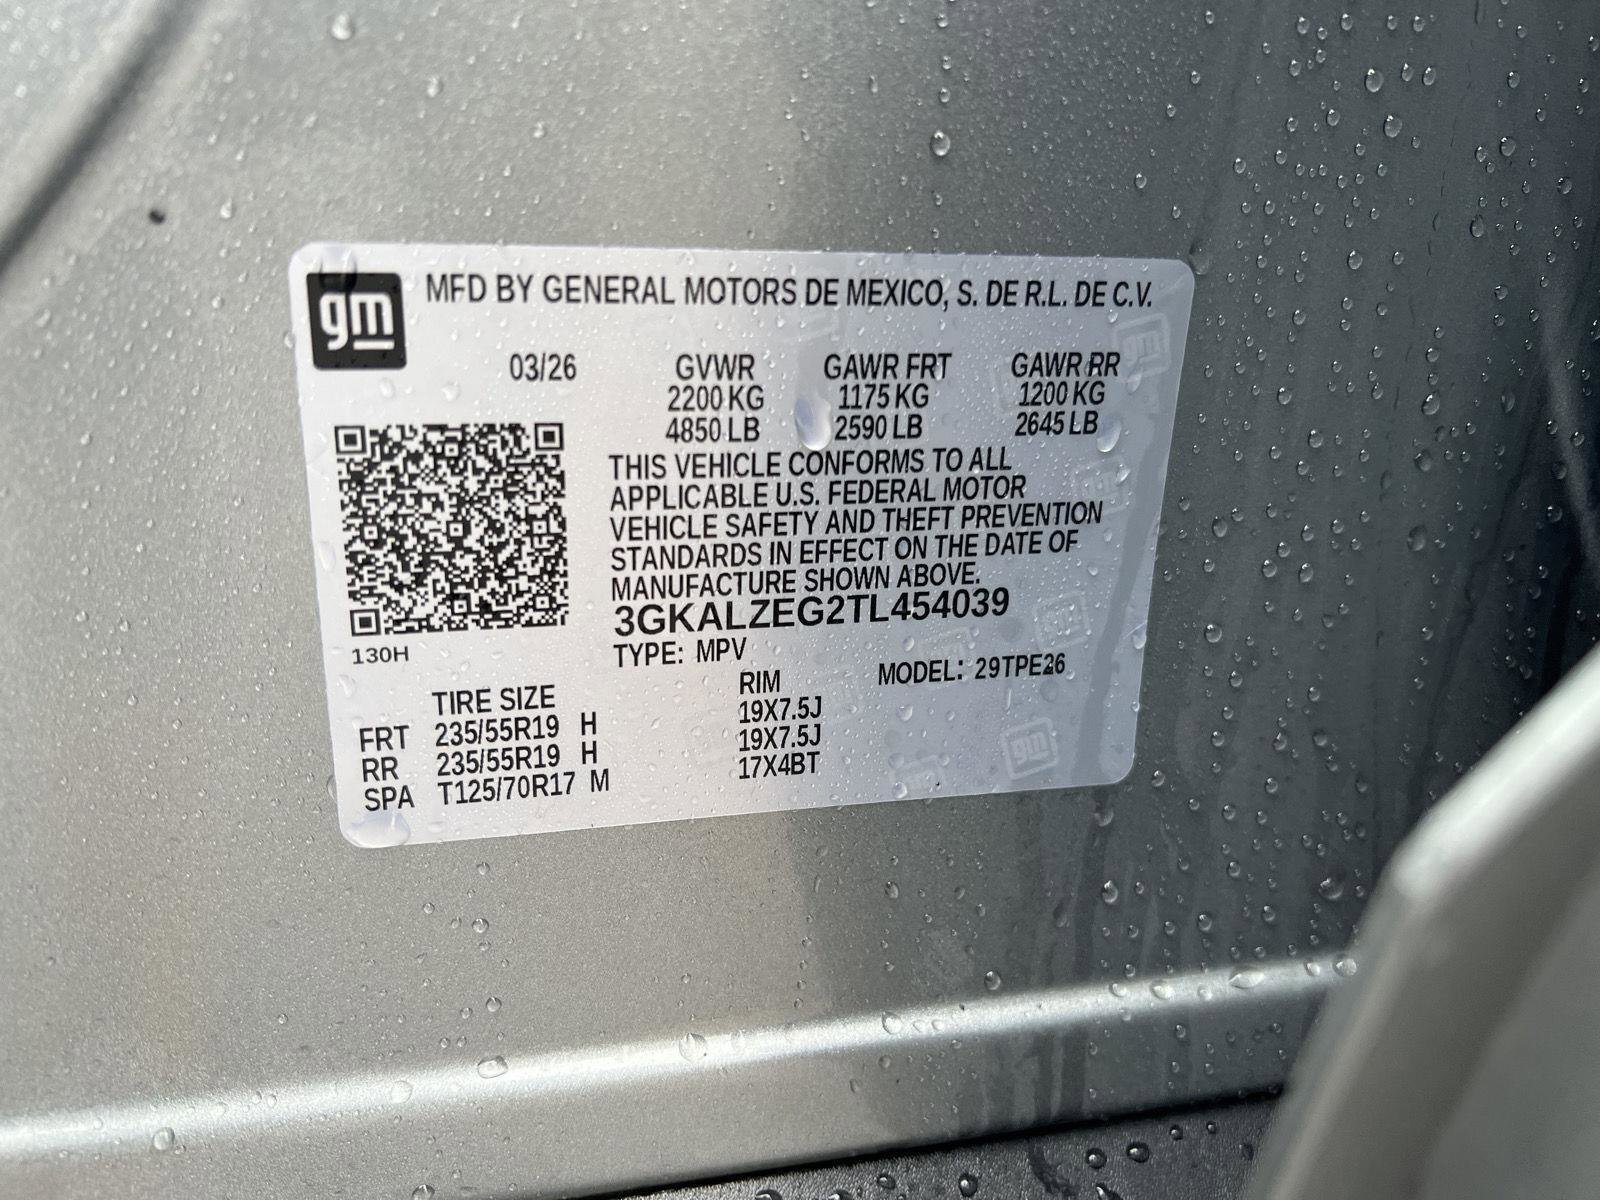 gm
MFD BY GENERAL MOTORS DE MEXICO, S. DE R.L. DE C.V.
03/26 GVWR GAWR FRT GAWR RR
2200 KG 1175 KG 1200 KG
4850 LB 2590 LB 2645 LB
THIS VEHICLE CONFORMS TO ALL
APPLICABLE U.S. FEDERAL MOTOR
VEHICLE SAFETY AND THEFT PREVENTION
STANDARDS IN EFFECT ON THE DATE OF
MANUFACTURE SHOWN ABOVE.
3GKALZEG2TL454039
130H
TYPE: MPV MODEL: 29TPE26
TIRE SIZE RIM
FRT 235/55R19 H 19X7.5J
RR 235/55R19 H 19X7.5J
SPA T125/70R17 M 17X4BT